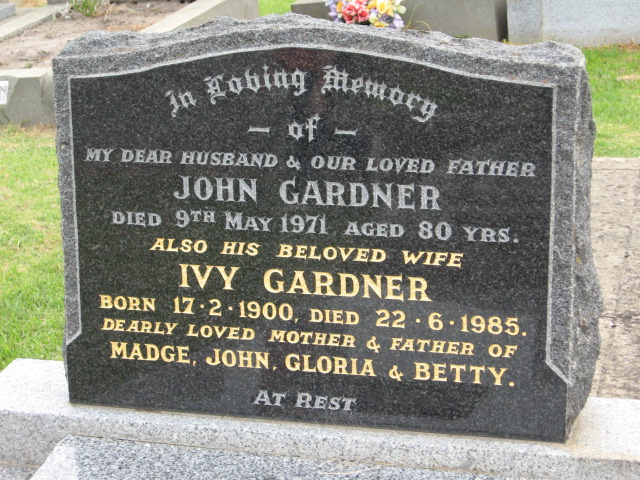 In Loving Memory
– of –
MY DEAR HUSBAND & OUR LOVED FATHER
JOHN GARDNER
DIED 9TH MAY 1971 AGED 80 YRS.
ALSO HIS BELOVED WIFE
IVY GARDNER
BORN 17·2·1900, DIED 22·6·1985.
DEARLY LOVED MOTHER & FATHER OF
MADGE, JOHN, GLORIA & BETTY.
AT REST